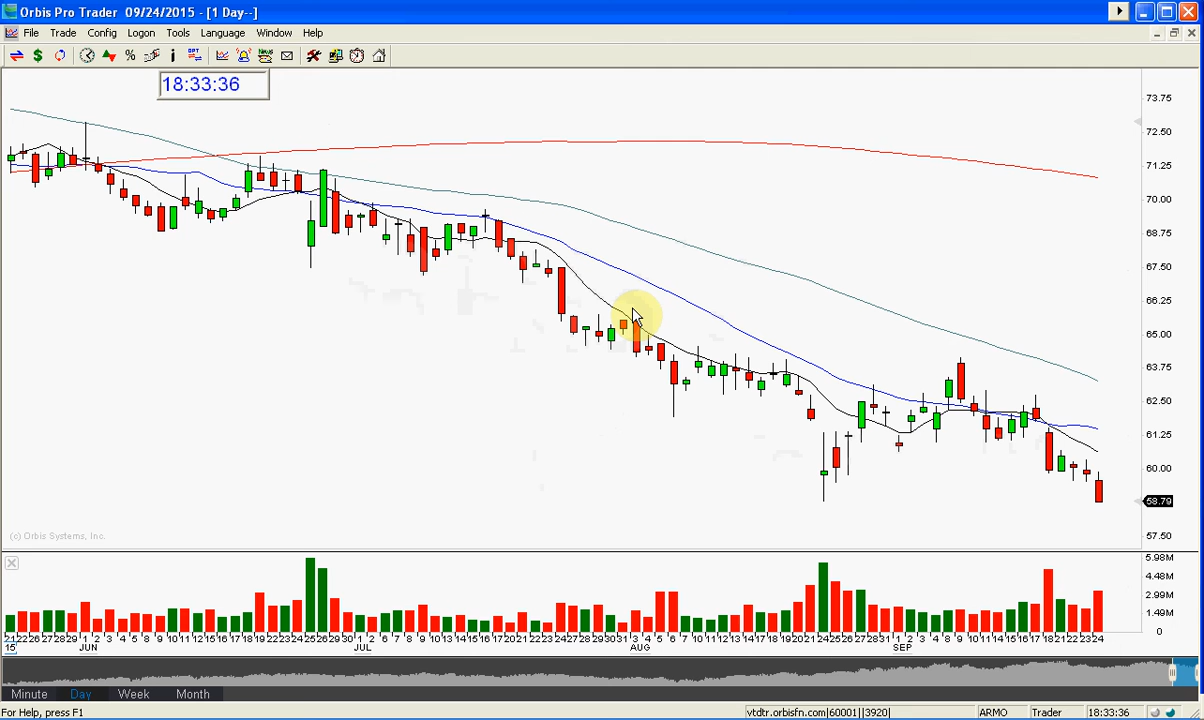 Orbis Pro Trader 09/24/2015 - [1 Day--]
File Trade Config Logon Tools Language Window Help
18:33:36
73.75
72.50
71.25
70.00
68.75
67.50
66.25
65.00
63.75
62.50
61.25
60.00
58.79
57.50
(c) Orbis Systems, Inc.
5.98M
4.48M
2.99M
1.49M
0
15 JUN JUL AUG SEP
Minute Day Week Month
For Help, press F1 vtdtr.orbisfn.com|60001||3920| ARMO Trader 18:33:36